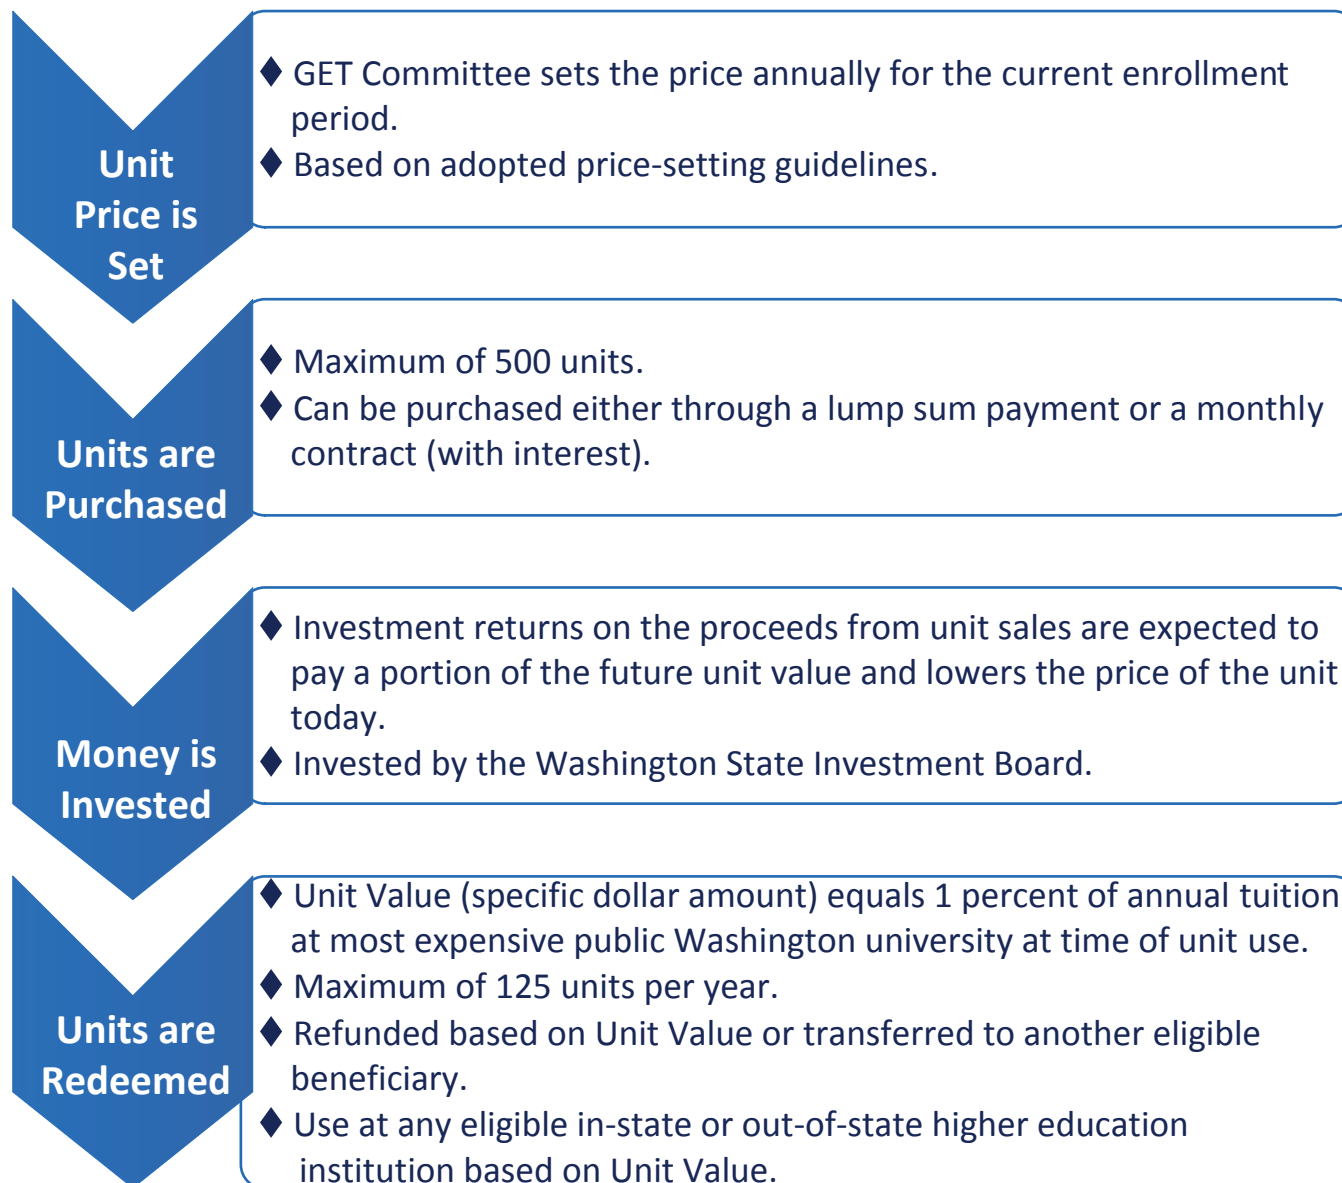 Unit
Price is
Set
♦ GET Committee sets the price annually for the current enrollment
period.
♦ Based on adopted price-setting guidelines.
Units are
Purchased
♦ Maximum of 500 units.
♦ Can be purchased either through a lump sum payment or a monthly
contract (with interest).
Money is
Invested
♦ Investment returns on the proceeds from unit sales are expected to
pay a portion of the future unit value and lowers the price of the unit
today.
♦ Invested by the Washington State Investment Board.
Units are
Redeemed
♦ Unit Value (specific dollar amount) equals 1 percent of annual tuition
at most expensive public Washington university at time of unit use.
♦ Maximum of 125 units per year.
♦ Refunded based on Unit Value or transferred to another eligible
beneficiary.
♦ Use at any eligible in-state or out-of-state higher education
institution based on Unit Value.